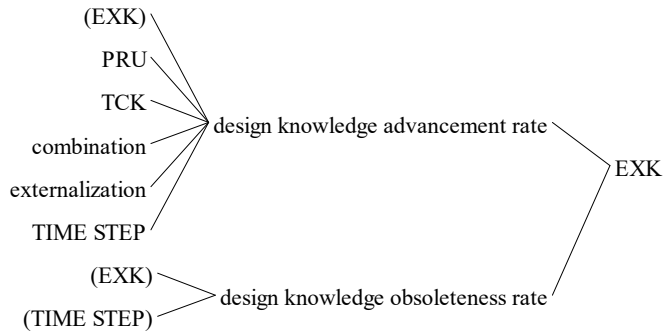 (EXK)
PRU
TCK
combination
externalization
TIME STEP
design knowledge advancement rate
(EXK)
(TIME STEP)
design knowledge obsoleteness rate
EXK